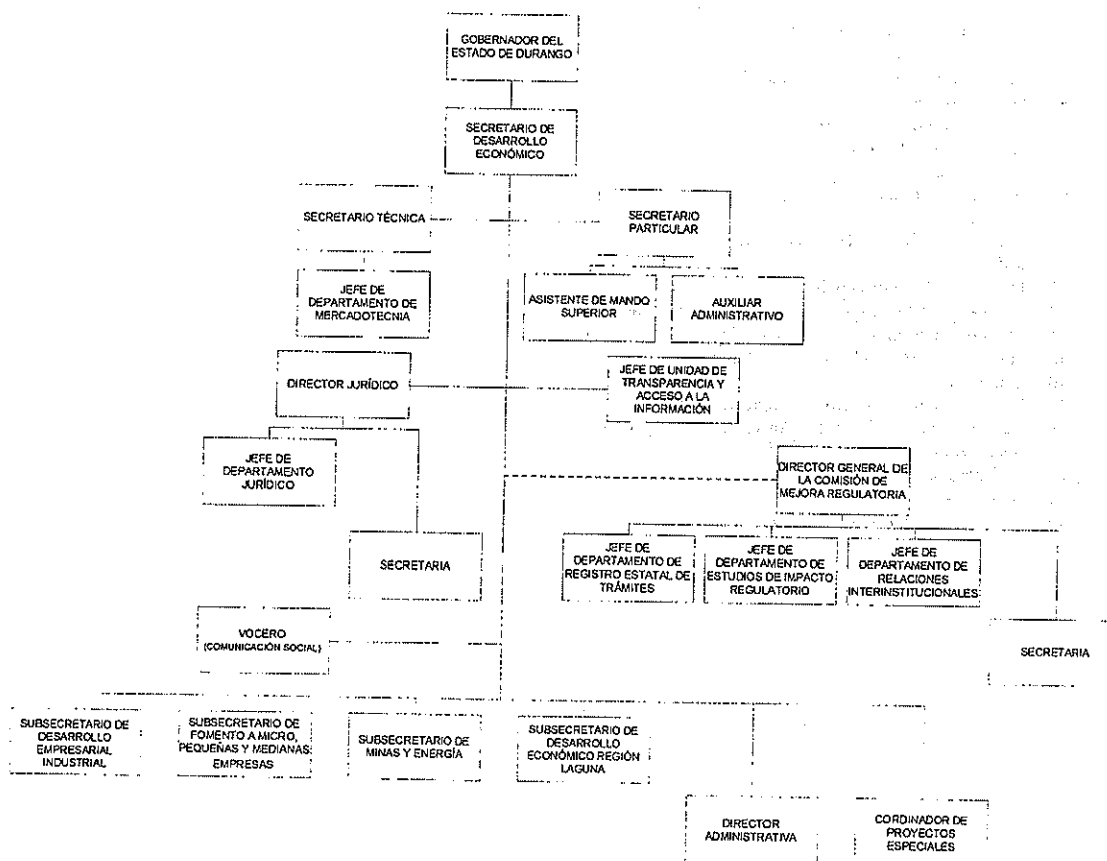 GOBERNADOR DEL
ESTADO DE DURANGO
SECRETARIO DE
DESARROLLO
ECONÓMICO
SECRETARIO TÉCNICA
SECRETARIO
PARTICULAR
JEFE DE
DEPARTAMENTO DE
MERCADOTECNIA
ASISTENTE DE MANDO
SUPERIOR
AUXILIAR
ADMINISTRATIVO
DIRECTOR JURÍDICO
JEFE DE UNIDAD DE
TRANSPARENCIA Y
ACCESO A LA
INFORMACIÓN
JEFE DE
DEPARTAMENTO
JURÍDICO
DIRECTOR GENERAL DE
LA COMISIÓN DE
MEJORA REGULATORIA
SECRETARIA
JEFE DE
DEPARTAMENTO DE
REGISTRO ESTATAL DE
TRÁMITES
JEFE DE
DEPARTAMENTO DE
ESTUDIOS DE IMPACTO
REGULATORIO
JEFE DE
DEPARTAMENTO DE
RELACIONES
INTERINSTITUCIONALES
VOCERO
(COMUNICACIÓN SOCIAL)
SECRETARIA
SUBSECRETARIO DE
DESARROLLO
EMPRESARIAL
INDUSTRIAL
SUBSECRETARIO DE
FOMENTO A MICRO,
PEQUEÑAS Y MEDIANAS
EMPRESAS
SUBSECRETARIO DE
MINAS Y ENERGÍA
SUBSECRETARIO DE
DESARROLLO
ECONÓMICO REGIÓN
LAGUNA
DIRECTOR
ADMINISTRATIVA
CORDINADOR DE
PROYECTOS
ESPECIALES